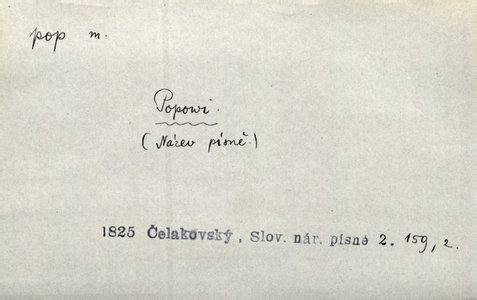 pop m.
Popowi.
(Název písně.)
1825 Čelakovský, Slov. nár. písně 2. 159, 2.